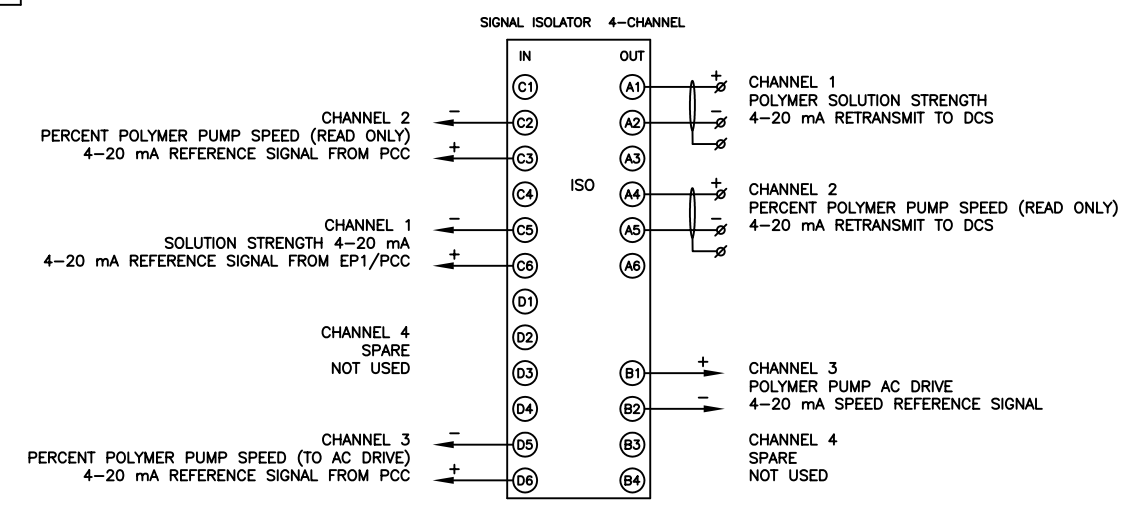 SIGNAL ISOLATOR 4-CHANNEL
IN
OUT
C1
A1
+
CHANNEL 1
POLYMER SOLUTION STRENGTH
4-20 mA RETRANSMIT TO DCS
CHANNEL 2
PERCENT POLYMER PUMP SPEED (READ ONLY)
4-20 mA REFERENCE SIGNAL FROM PCC
-
+
C2
A2
-
C3
A3
C4
ISO
A4
+
CHANNEL 2
PERCENT POLYMER PUMP SPEED (READ ONLY)
4-20 mA RETRANSMIT TO DCS
CHANNEL 1
SOLUTION STRENGTH 4-20 mA
4-20 mA REFERENCE SIGNAL FROM EP1/PCC
-
+
C5
A5
-
C6
A6
D1
CHANNEL 4
SPARE
NOT USED
D2
D3
B1
+
CHANNEL 3
POLYMER PUMP AC DRIVE
4-20 mA SPEED REFERENCE SIGNAL
D4
B2
-
CHANNEL 3
PERCENT POLYMER PUMP SPEED (TO AC DRIVE)
4-20 mA REFERENCE SIGNAL FROM PCC
-
+
D5
B3
CHANNEL 4
SPARE
NOT USED
D6
B4